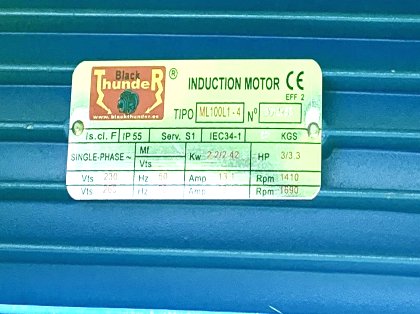 Black
ThundeR ®
www.blackthunder.es
INDUCTION MOTOR CE
EFF 2
TIPO ML100L1-4 Nº
Is. cl. F IP 55 Serv. S1 IEC34-1 KGS
SINGLE-PHASE ~ Mf Kw 2.2/2.42 HP 3/3.3
Vts
Vts 230 Hz 50 Amp Rpm 1410
Vts Hz 60 Amp Rpm 1690